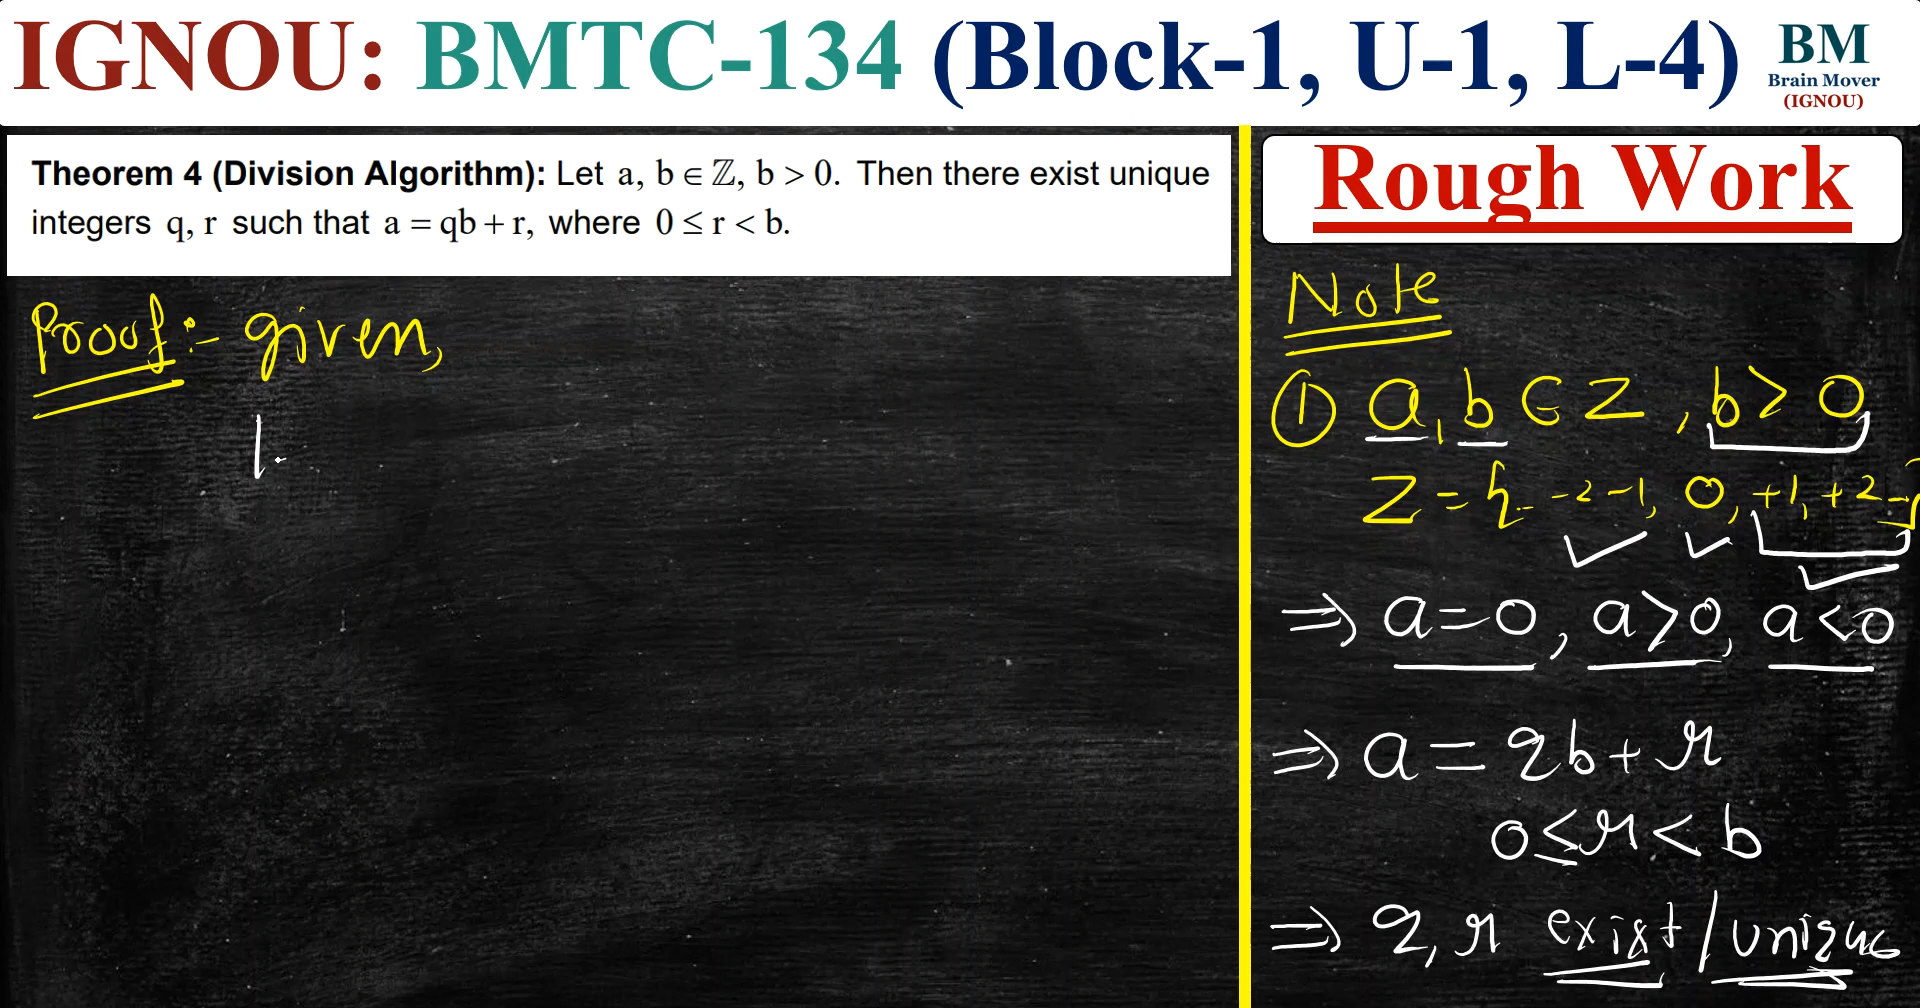 IGNOU: BMTC-134 (Block-1, U-1, L-4)
BM
Brain Mover
(IGNOU)
Theorem 4 (Division Algorithm): Let a, b ∈ ℤ, b > 0. Then there exist unique
integers q, r such that a = qb + r, where 0 ≤ r < b.
Proof:- given,
Rough Work
Note
① a, b ∈ Z, b > 0
Z = {.. -2 -1, 0, +1, +2 -}
⇒ a = 0, a > 0, a < 0
⇒ a = qb + r
0 ≤ r < b
⇒ q, r exist / unique